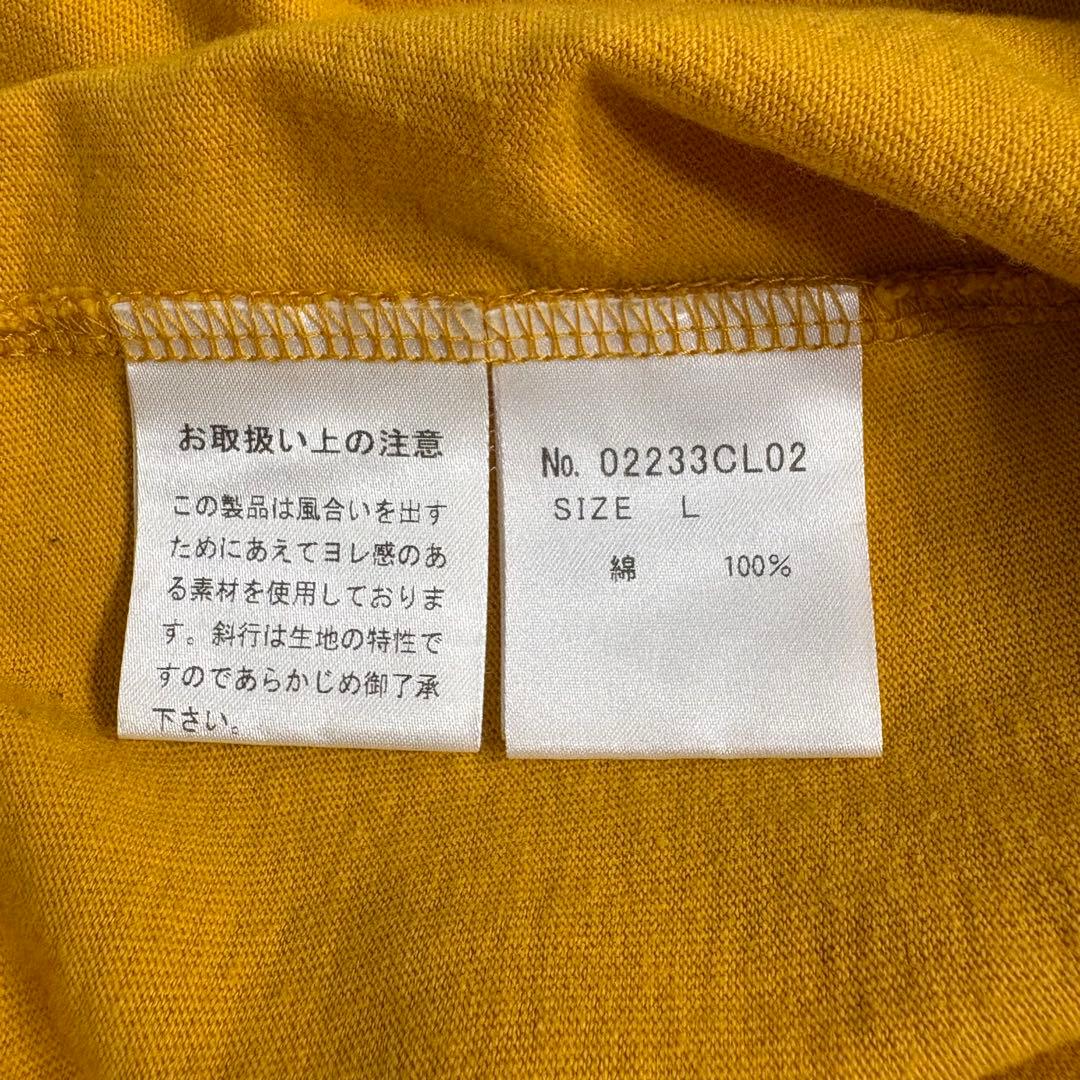 お取扱い上の注意
この製品は風合いを出す
ためにあえてヨレ感のあ
る素材を使用しておりま
す。斜行は生地の特性で
すのであらかじめ御了承
下さい。
No. 02233CL02
SIZE L
綿 100%